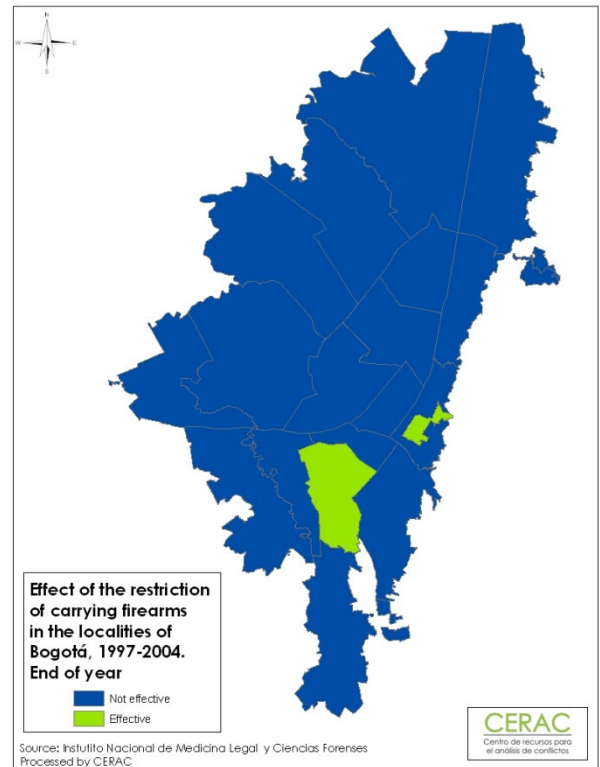 N
W E
S
Effect of the restriction
of carrying firearms
in the localities of
Bogotá, 1997-2004.
End of year
Not effective
Effective
CERAC
Centro de recursos para
el análisis de conflictos
Source: Instutito Nacional de Medicina Legal y Ciencias Forenses
Processed by CERAC